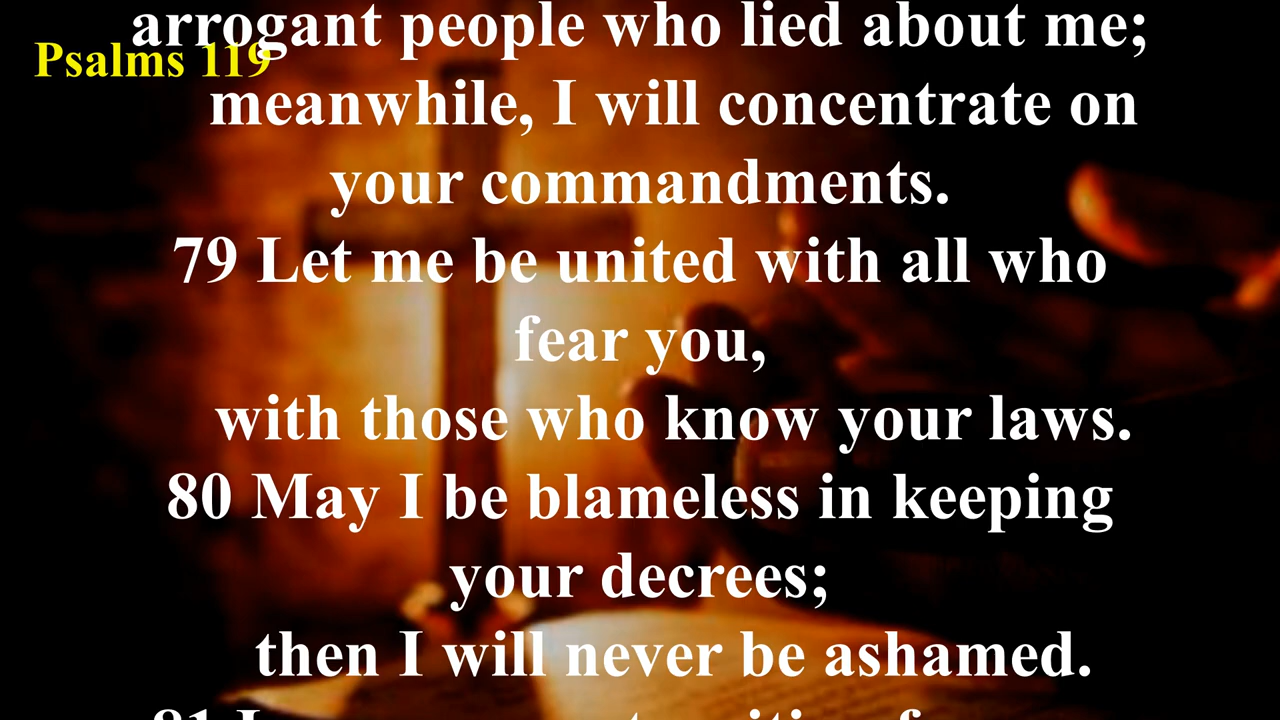 arrogant people who lied about me;
Psalms 119
meanwhile, I will concentrate on
your commandments.
79 Let me be united with all who
fear you,
with those who know your laws.
80 May I be blameless in keeping
your decrees;
then I will never be ashamed.
81 I